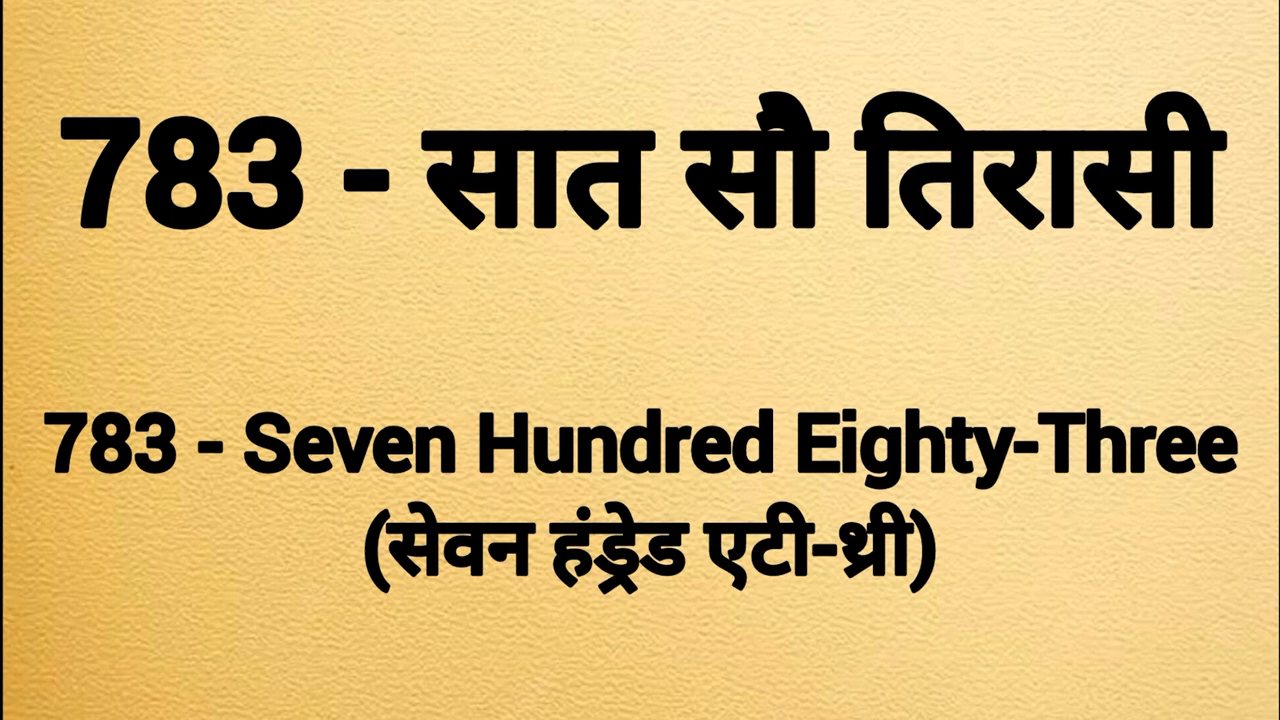 783 - सात सौ तिरासी
783 - Seven Hundred Eighty-Three
(सेवन हंड्रेड एटी-थ्री)